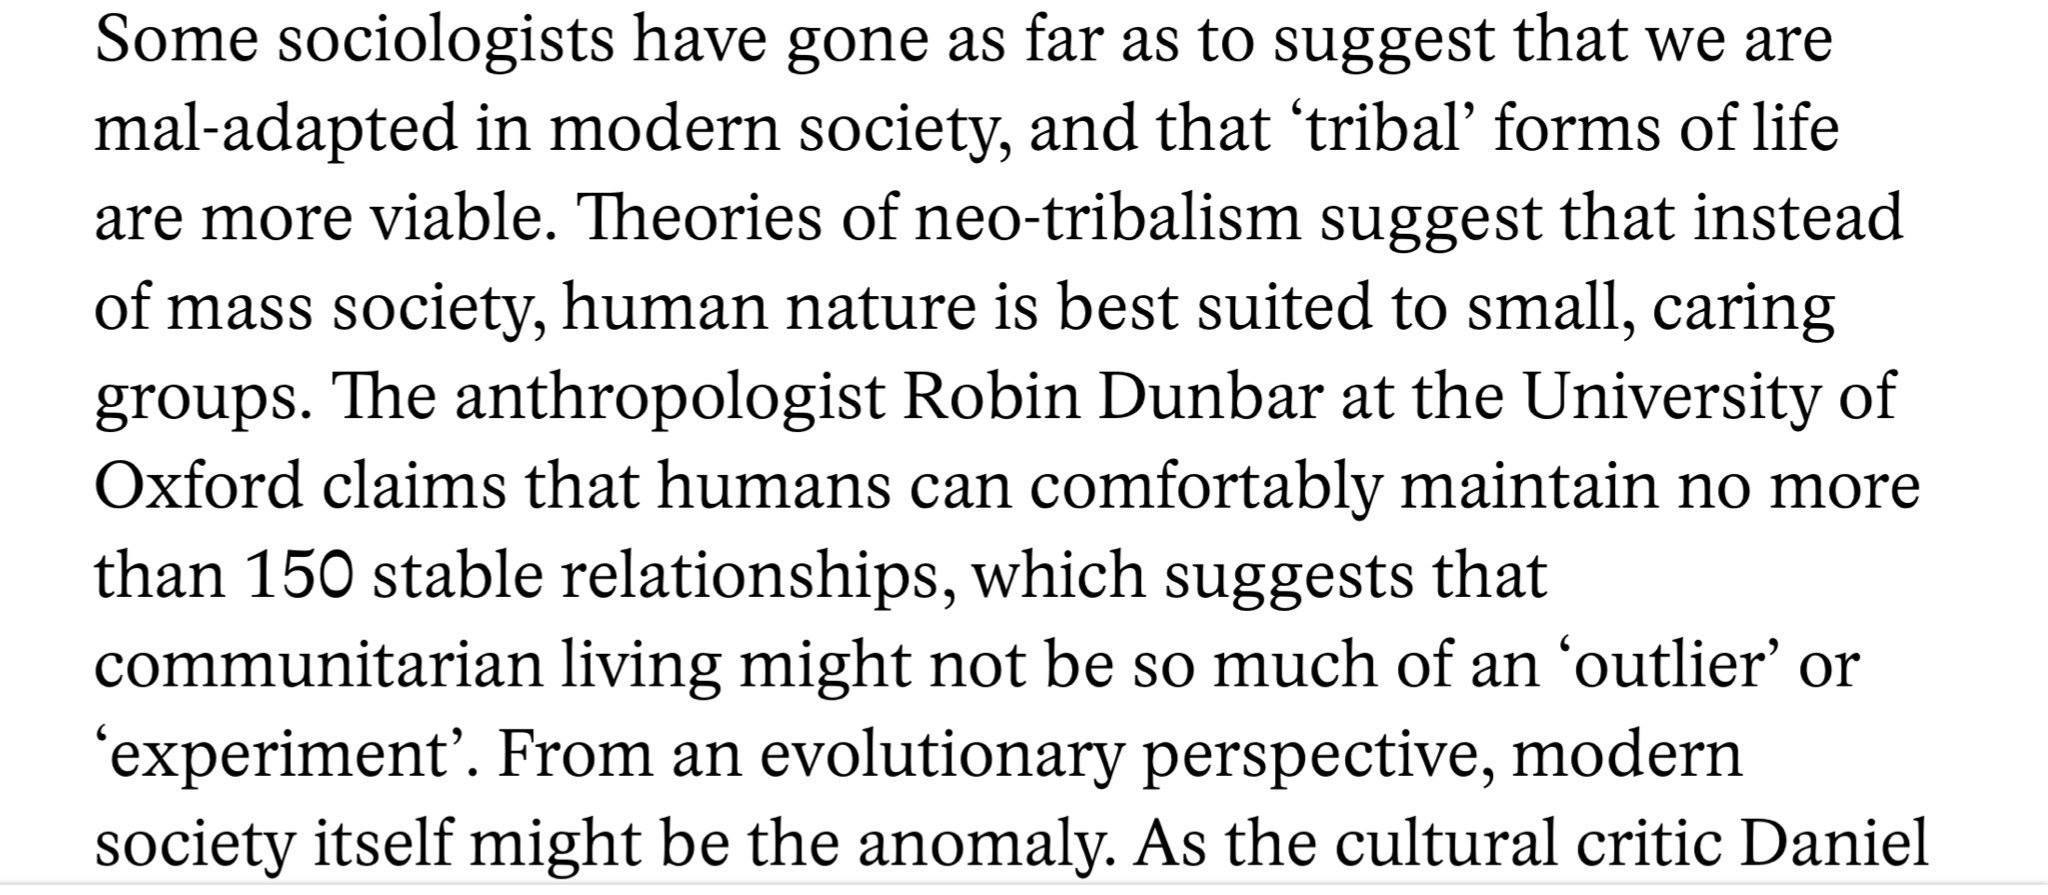 Some sociologists have gone as far as to suggest that we are
mal-adapted in modern society, and that ‘tribal’ forms of life
are more viable. Theories of neo-tribalism suggest that instead
of mass society, human nature is best suited to small, caring
groups. The anthropologist Robin Dunbar at the University of
Oxford claims that humans can comfortably maintain no more
than 150 stable relationships, which suggests that
communitarian living might not be so much of an ‘outlier’ or
‘experiment’. From an evolutionary perspective, modern
society itself might be the anomaly. As the cultural critic Daniel